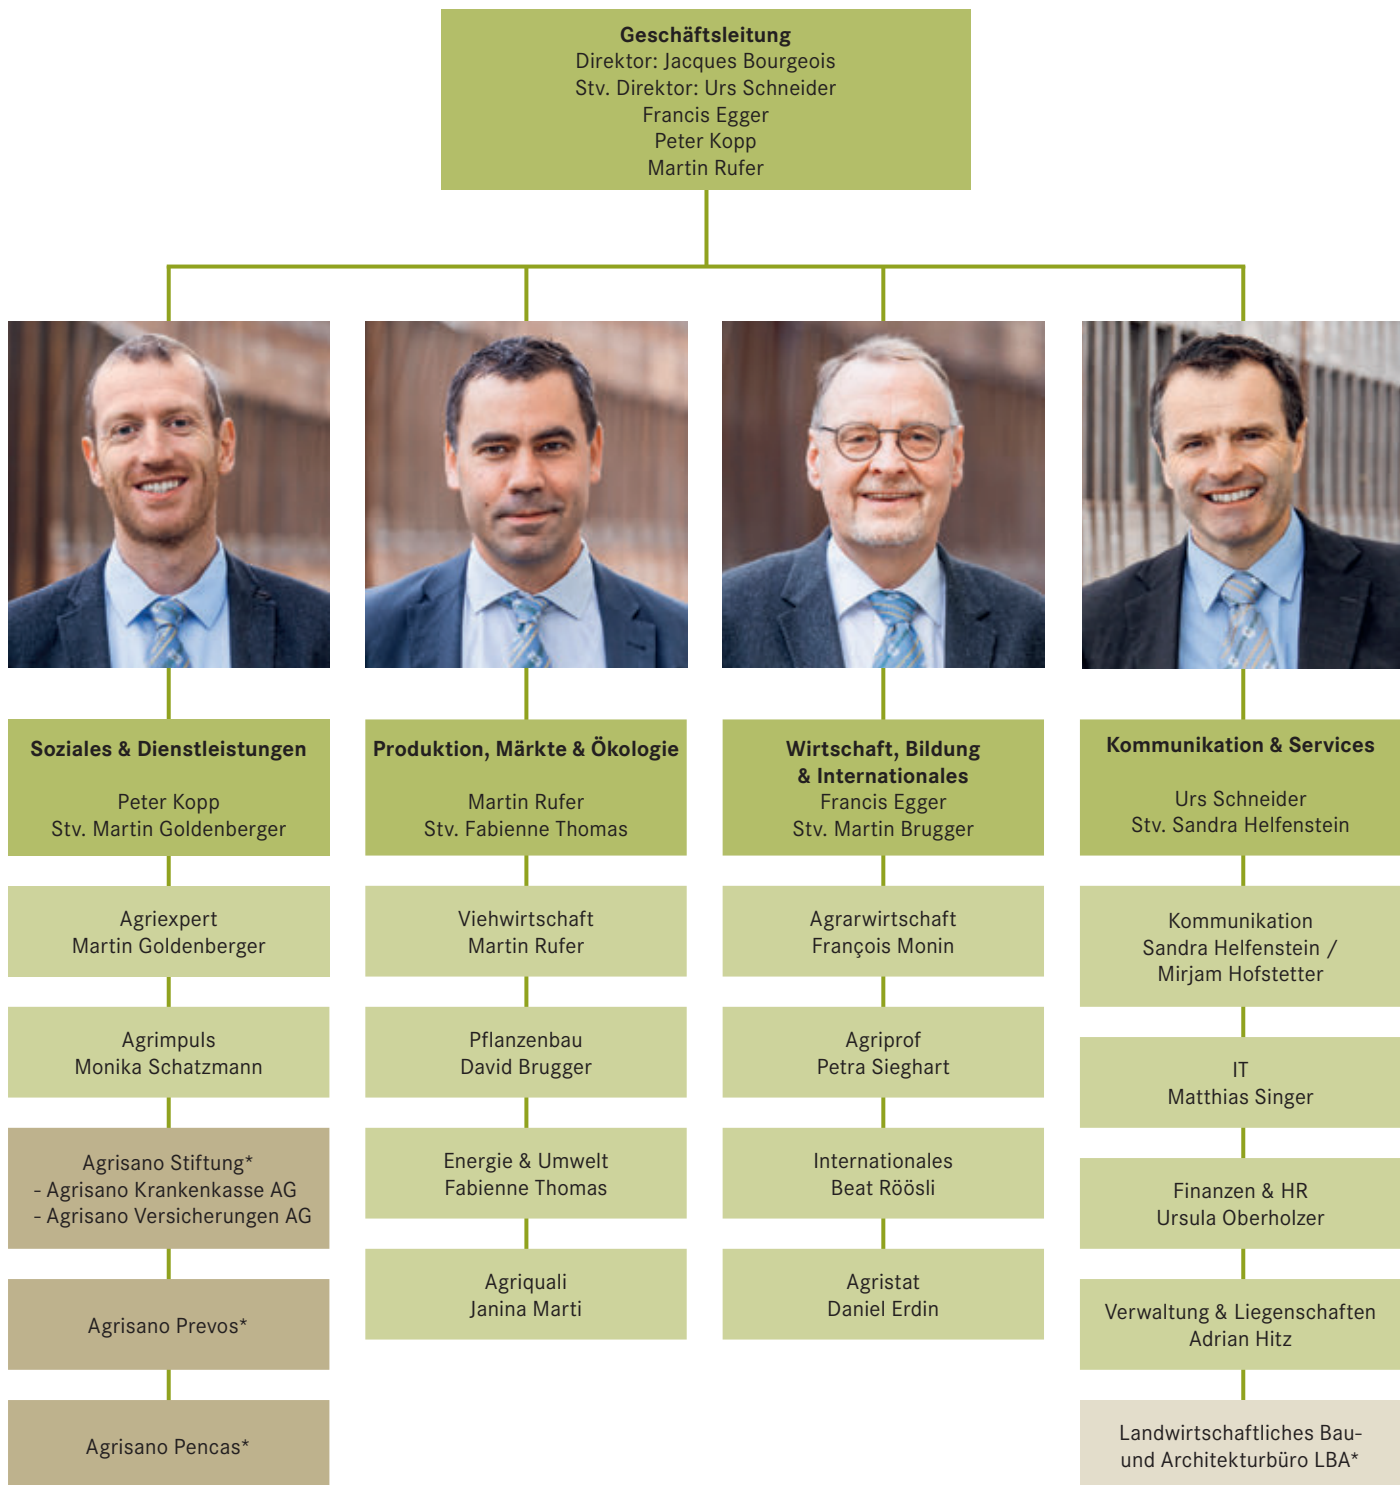 Geschäftsleitung
Direktor: Jacques Bourgeois
Stv. Direktor: Urs Schneider
Francis Egger
Peter Kopp
Martin Rufer
Soziales & Dienstleistungen
Peter Kopp
Stv. Martin Goldenberger
Agriexpert
Martin Goldenberger
Agrimpuls
Monika Schatzmann
Agrisano Stiftung*
- Agrisano Krankenkasse AG
- Agrisano Versicherungen AG
Agrisano Prevos*
Agrisano Pencas*
Produktion, Märkte & Ökologie
Martin Rufer
Stv. Fabienne Thomas
Viehwirtschaft
Martin Rufer
Pflanzenbau
David Brugger
Energie & Umwelt
Fabienne Thomas
Agriquali
Janina Marti
Wirtschaft, Bildung
& Internationales
Francis Egger
Stv. Martin Brugger
Agrarwirtschaft
François Monin
Agriprof
Petra Sieghart
Internationales
Beat Röösli
Agristat
Daniel Erdin
Kommunikation & Services
Urs Schneider
Stv. Sandra Helfenstein
Kommunikation
Sandra Helfenstein /
Mirjam Hofstetter
IT
Matthias Singer
Finanzen & HR
Ursula Oberholzer
Verwaltung & Liegenschaften
Adrian Hitz
Landwirtschaftliches Bau-
und Architekturbüro LBA*